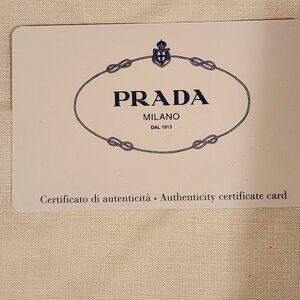 PRADA
MILANO
DAL 1913
Certificato di autenticità • Authenticity certificate card